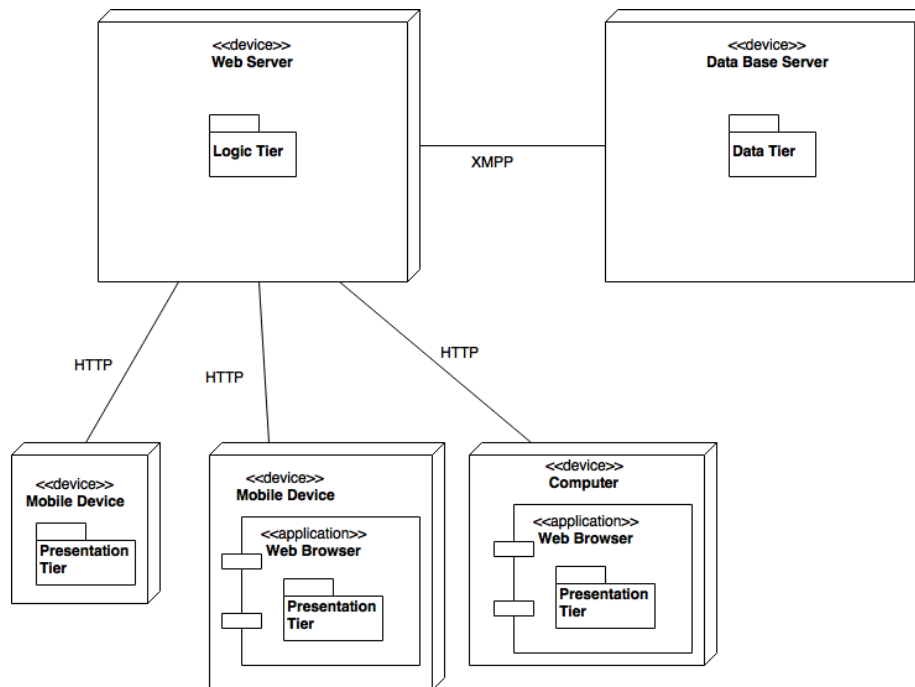 <<device>>
Web Server
Logic Tier
<<device>>
Data Base Server
Data Tier
XMPP
HTTP
HTTP
HTTP
<<device>>
Mobile Device
Presentation
Tier
<<device>>
Mobile Device
<<application>>
Web Browser
Presentation
Tier
<<device>>
Computer
<<application>>
Web Browser
Presentation
Tier